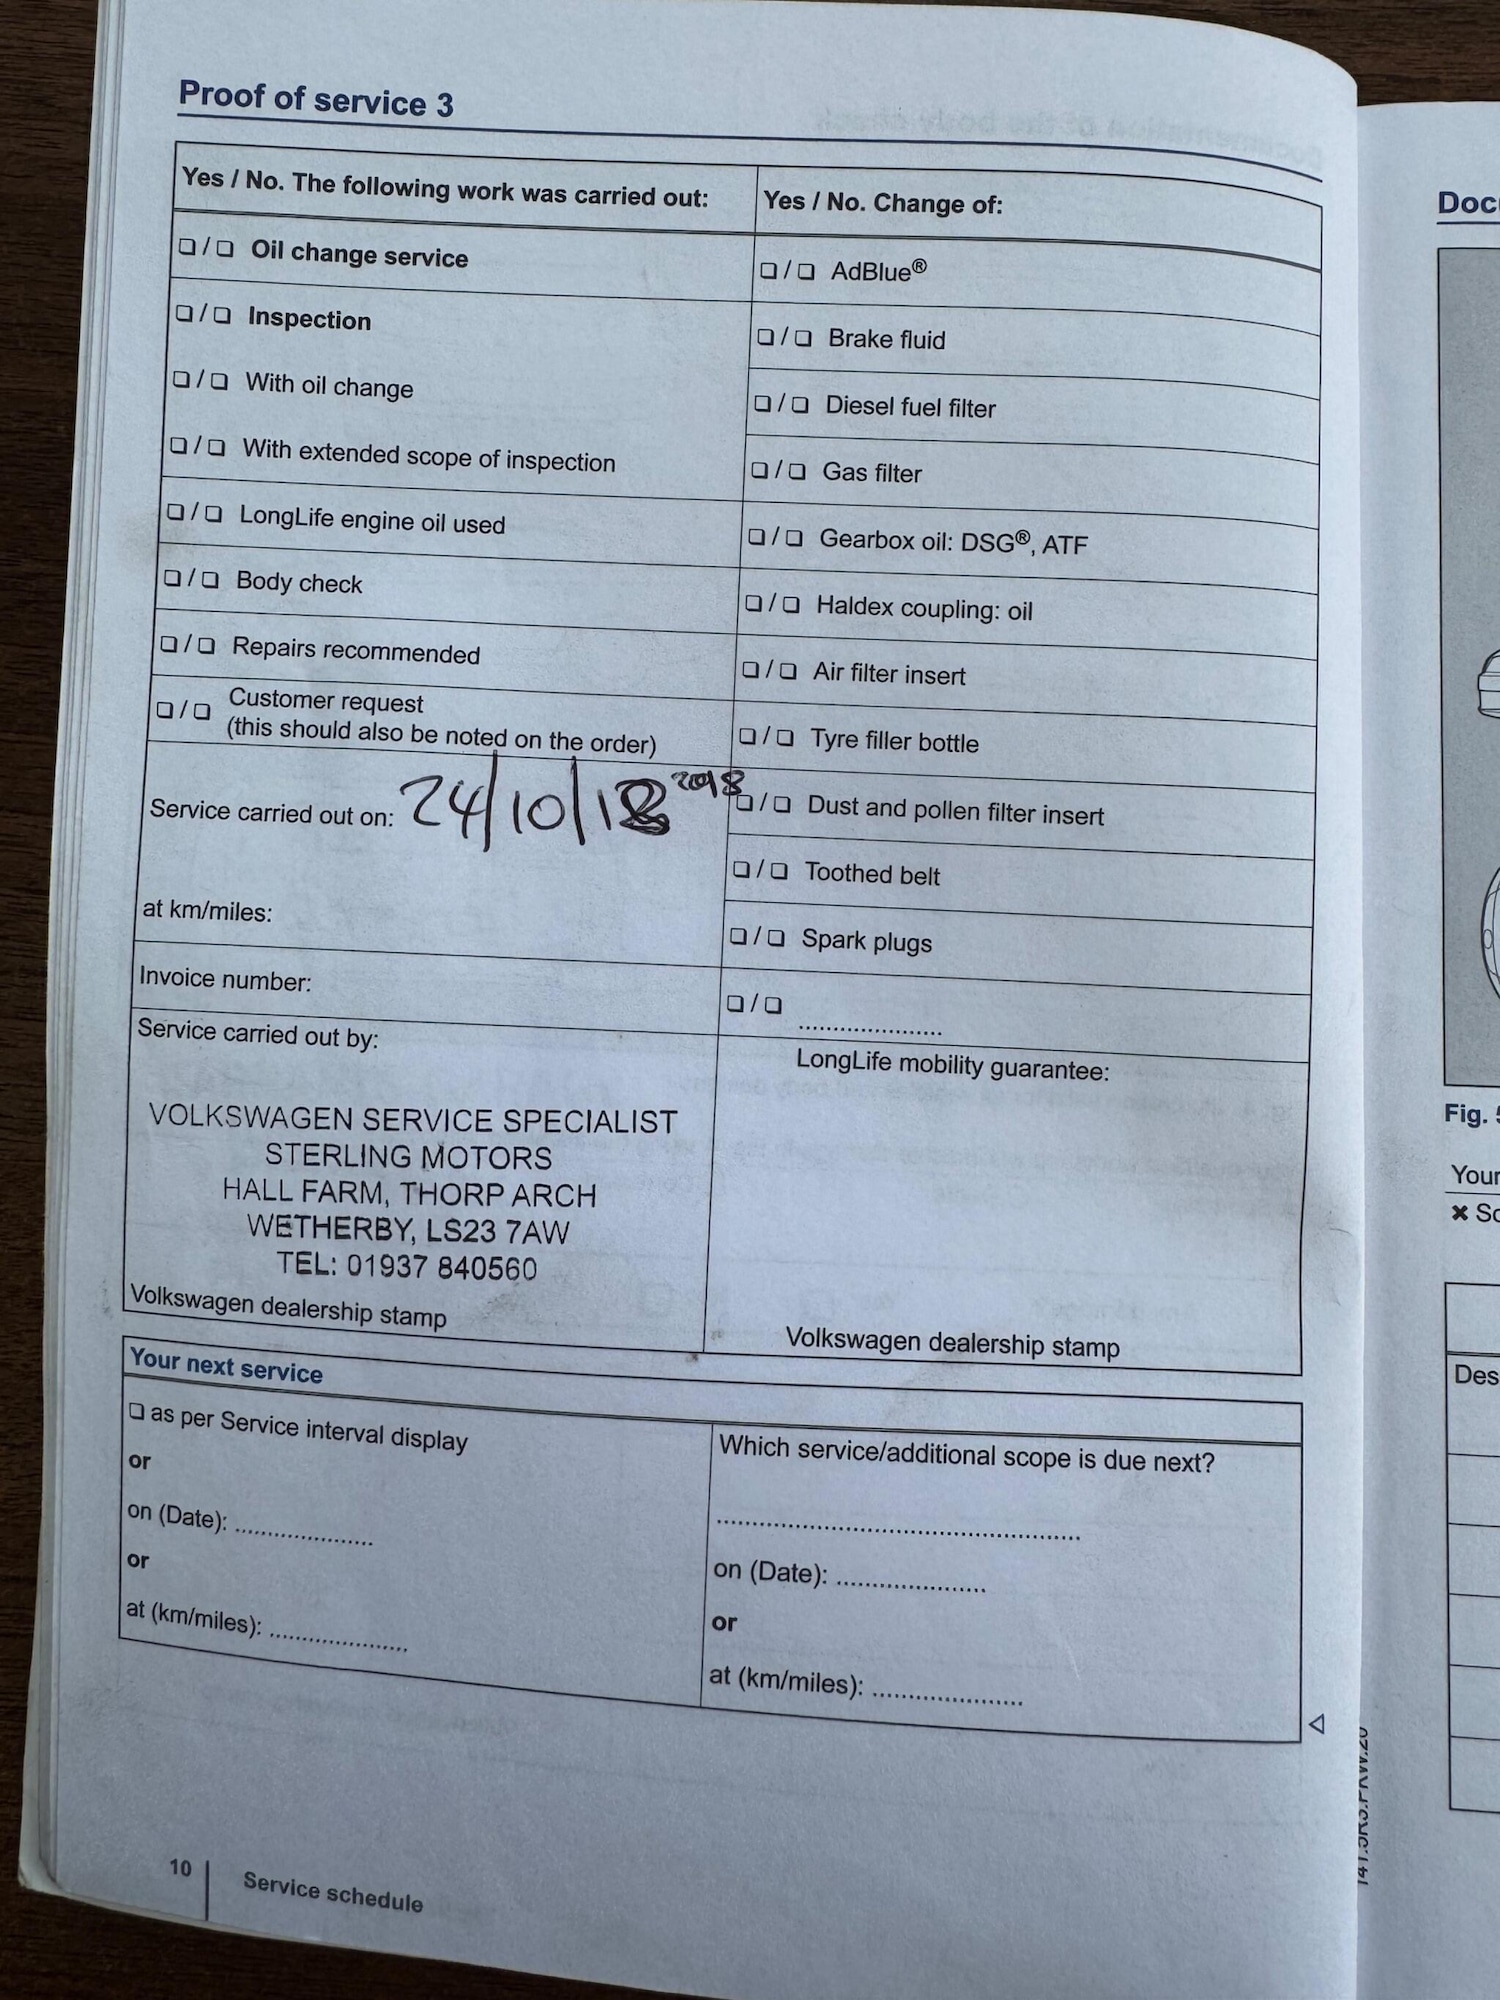 Proof of service 3
Yes / No. The following work was carried out:
❏ / ❏ Oil change service
❏ / ❏ Inspection
❏ / ❏ With oil change
❏ / ❏ With extended scope of inspection
❏ / ❏ LongLife engine oil used
❏ / ❏ Body check
❏ / ❏ Repairs recommended
❏ / ❏ Customer request
(this should also be noted on the order)
Service carried out on: 24/10/18 2018
at km/miles:
Invoice number:
Service carried out by:
VOLKSWAGEN SERVICE SPECIALIST
STERLING MOTORS
HALL FARM, THORP ARCH
WETHERBY, LS23 7AW
TEL: 01937 840560
Volkswagen dealership stamp
Yes / No. Change of:
❏ / ❏ AdBlue®
❏ / ❏ Brake fluid
❏ / ❏ Diesel fuel filter
❏ / ❏ Gas filter
❏ / ❏ Gearbox oil: DSG®, ATF
❏ / ❏ Haldex coupling: oil
❏ / ❏ Air filter insert
❏ / ❏ Tyre filler bottle
❏ / ❏ Dust and pollen filter insert
❏ / ❏ Toothed belt
❏ / ❏ Spark plugs
❏ / ❏ .....................
LongLife mobility guarantee:
Volkswagen dealership stamp
Your next service
❏ as per Service interval display
or
on (Date): .....................
or
at (km/miles): .....................
Which service/additional scope is due next?
......................................................
on (Date): ......................
or
at (km/miles): ......................
10
Service schedule
Fig.
Your
Des